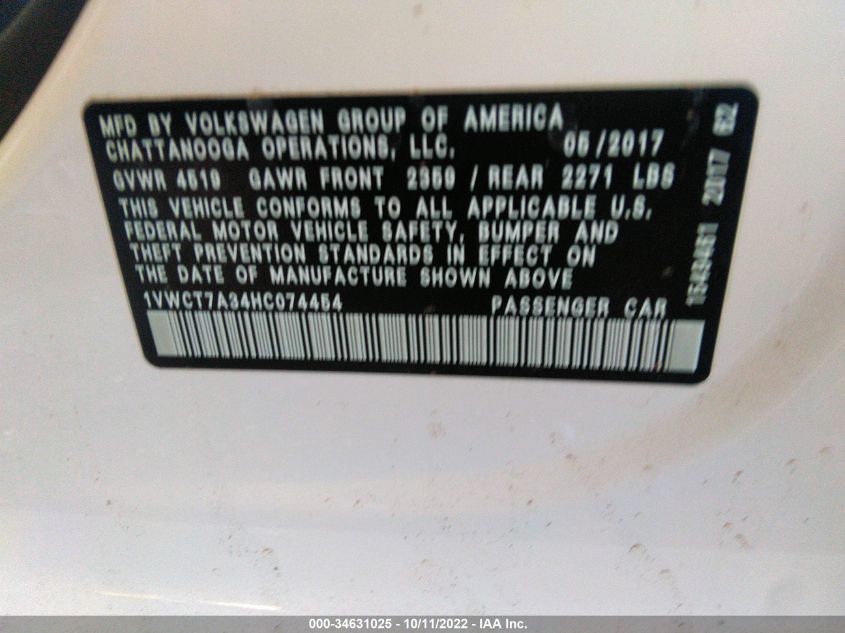 MFD BY VOLKSWAGEN GROUP OF AMERICA
CHATTANOOGA OPERATIONS, LLC. 05/2017
GVWR 4519 GAWR FRONT 2359 / REAR 2271 LBS
THIS VEHICLE CONFORMS TO ALL APPLICABLE U.S.
FEDERAL MOTOR VEHICLE SAFETY, BUMPER AND
THEFT PREVENTION STANDARDS IN EFFECT ON
THE DATE OF MANUFACTURE SHOWN ABOVE
1VWCT7A34HC074454 PASSENGER CAR
000-34631025 - 10/11/2022 - IAA Inc.